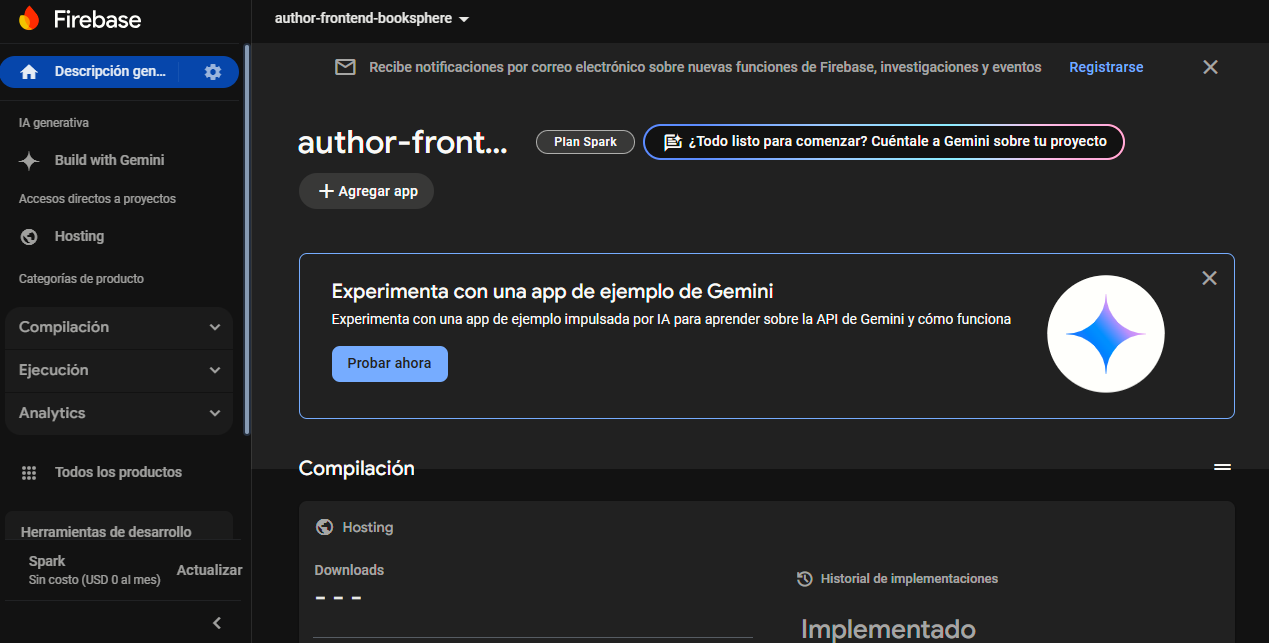 Firebase
author-frontend-booksphere
Descripción gen...
Recibe notificaciones por correo electrónico sobre nuevas funciones de Firebase, investigaciones y eventos
Registrarse
IA generativa
Build with Gemini
Accesos directos a proyectos
Hosting
Categorías de producto
Compilación
Ejecución
Analytics
Todos los productos
Herramientas de desarrollo
Spark
Sin costo (USD 0 al mes)
Actualizar
author-front...
Plan Spark
¿Todo listo para comenzar? Cuéntale a Gemini sobre tu proyecto
Agregar app
Experimenta con una app de ejemplo de Gemini
Experimenta con una app de ejemplo impulsada por IA para aprender sobre la API de Gemini y cómo funciona
Probar ahora
Compilación
Hosting
Downloads
- - -
Historial de implementaciones
Implementado